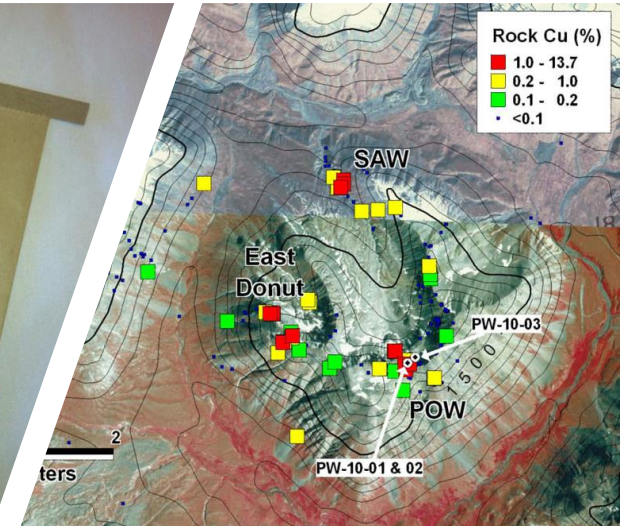 Rock Cu (%)
1.0 - 13.7
0.2 - 1.0
0.1 - 0.2
<0.1
SAW
East
Donut
PW-10-03
1500
POW
2
ters
PW-10-01 & 02